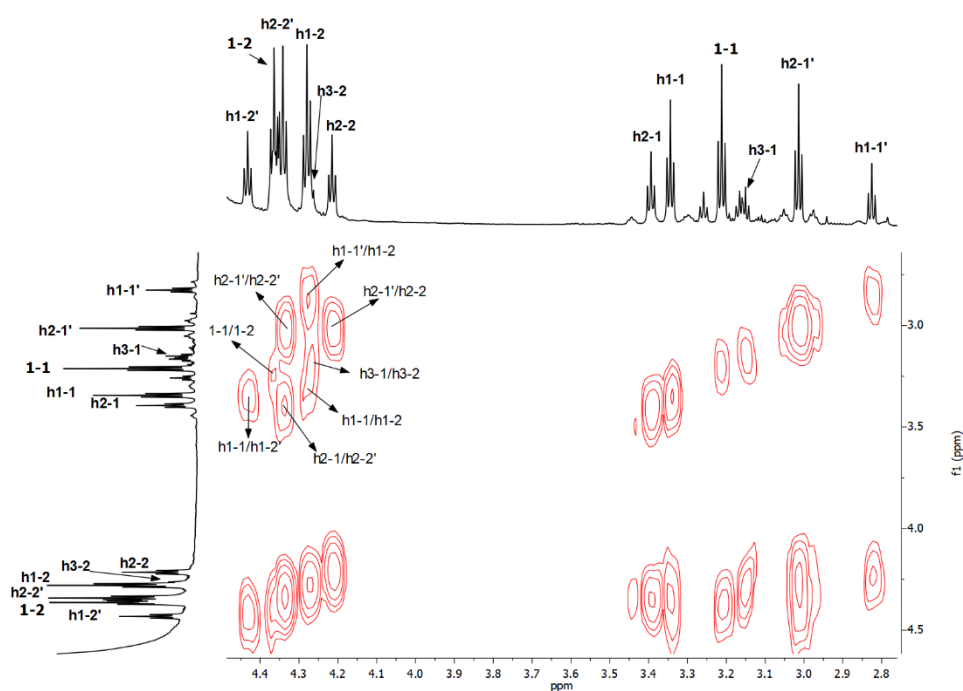 h2-2'
1-2
h1-2
h3-2
h1-2'
h2-2
h2-1
h1-1
1-1
h3-1
h2-1'
h1-1'
h1-1'
h2-1'
h3-1
1-1
h1-1
h2-1
h3-2
h2-2
h1-2
h2-2'
1-2
h1-2'
h1-1'/h1-2
h2-1'/h2-2'
h2-1'/h2-2
1-1/1-2
h3-1/h3-2
h1-1/h1-2
h1-1/h1-2'
h2-1/h2-2'
3.0
3.5
4.0
4.5
f1 (ppm)
4.4 4.3 4.2 4.1 4.0 3.9 3.8 3.7 3.6 3.5 3.4 3.3 3.2 3.1 3.0 2.9 2.8
ppm
ppm